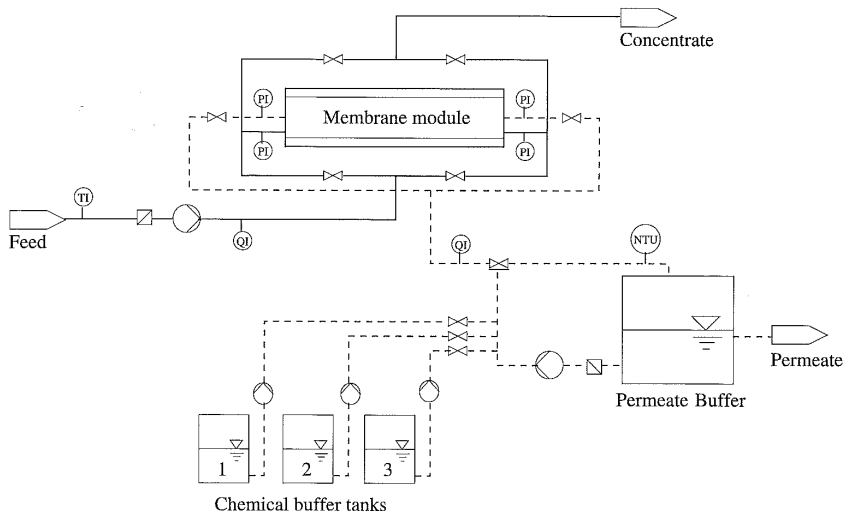 Concentrate
PI
PI
Membrane module
PI
PI
TI
Feed
QI
QI
NTU
Permeate
Permeate Buffer
1
2
3
Chemical buffer tanks